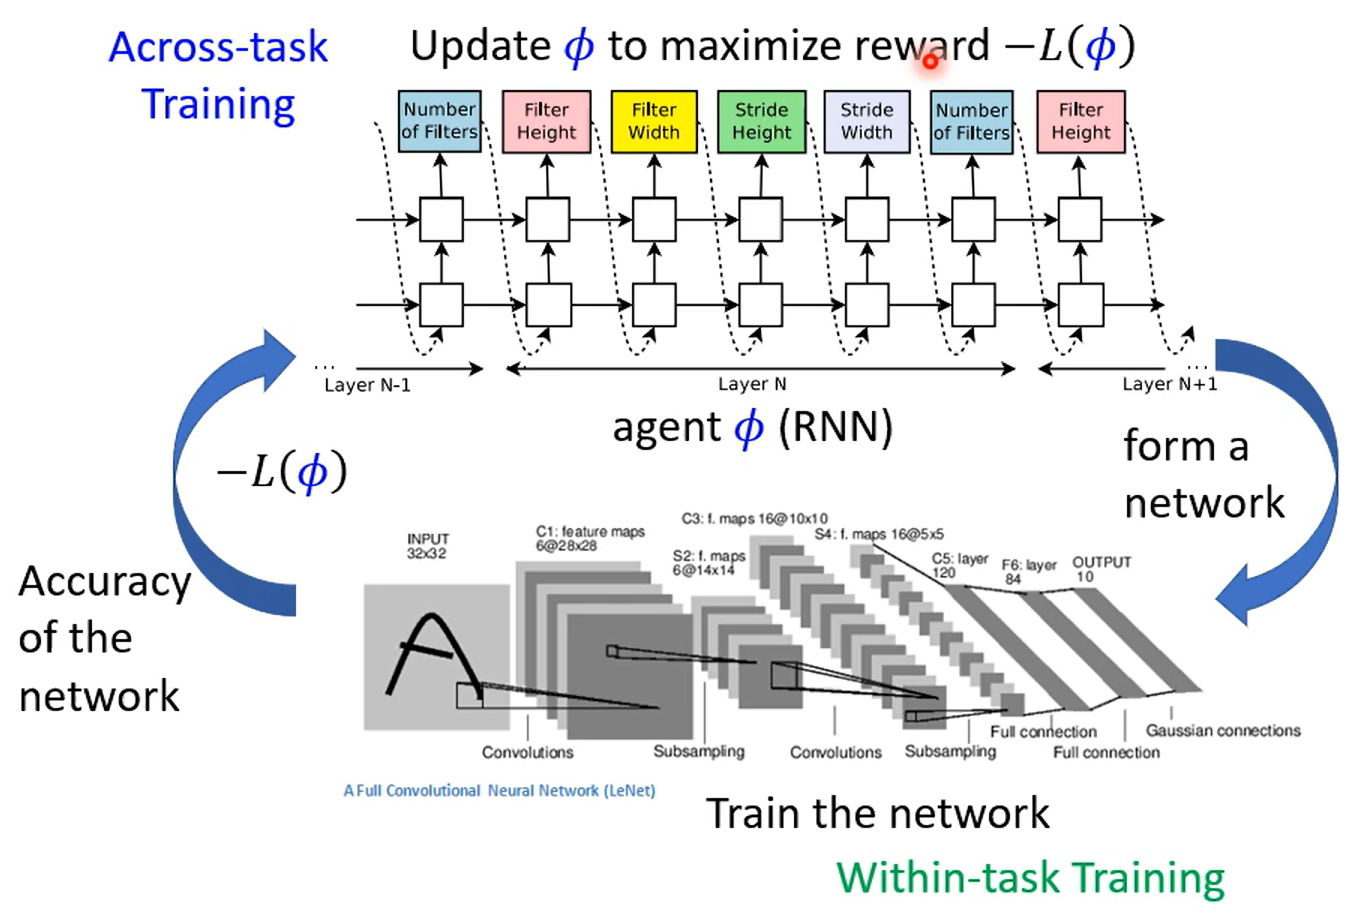 Across-task
Training
Update ϕ to maximize reward −L(ϕ)
Number
of Filters
Filter
Height
Filter
Width
Stride
Height
Stride
Width
Number
of Filters
Filter
Height
...
Layer N-1
Layer N
Layer N+1
...
agent ϕ (RNN)
−L(ϕ)
form a
network
Accuracy
of the
network
INPUT
32x32
C1: feature maps
6@28x28
S2: f. maps
6@14x14
C3: f. maps 16@10x10
S4: f. maps 16@5x5
C5: layer
120
F6: layer
84
OUTPUT
10
A
Convolutions
Subsampling
Convolutions
Subsampling
Full connection
Full connection
Gaussian connections
A Full Convolutional Neural Network (LeNet)
Train the network
Within-task Training